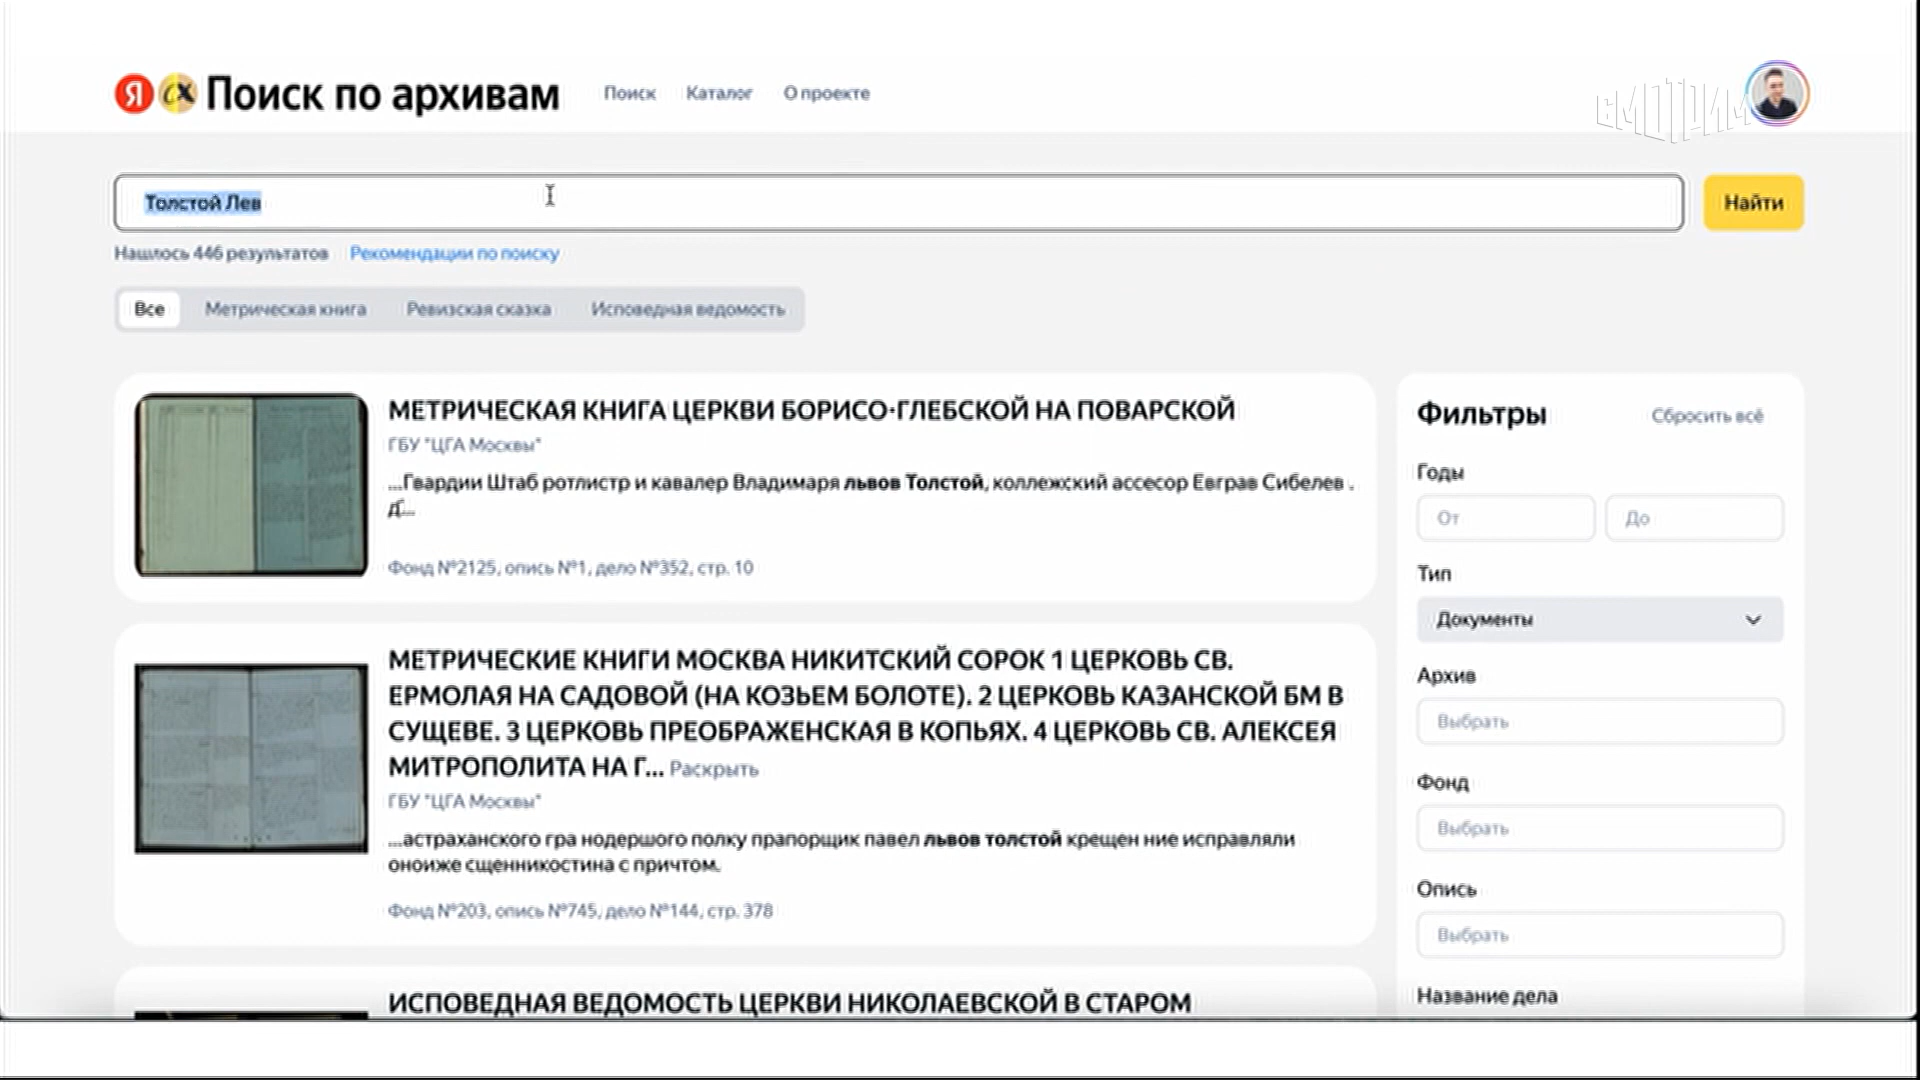 Я Поиск по архивам Поиск Каталог О проекте
СМОТРИМ
Толстой Лев
Найти
Нашлось 446 результатов Рекомендации по поиску
Все Метрическая книга Ревизская сказка Исповедная ведомость
МЕТРИЧЕСКАЯ КНИГА ЦЕРКВИ БОРИСО-ГЛЕБСКОЙ НА ПОВАРСКОЙ
ГБУ "ЦГА Москвы"
...Гвардии Штаб ротлистр и кавалер Владимаря львов Толстой, коллежский ассесор Евграв Сибелев .
д...
Фонд №2125, опись №1, дело №352, стр. 10
МЕТРИЧЕСКИЕ КНИГИ МОСКВА НИКИТСКИЙ СОРОК 1 ЦЕРКОВЬ СВ.
ЕРМОЛАЯ НА САДОВОЙ (НА КОЗЬЕМ БОЛОТЕ). 2 ЦЕРКОВЬ КАЗАНСКОЙ БМ В
СУЩЕВЕ. 3 ЦЕРКОВЬ ПРЕОБРАЖЕНСКАЯ В КОПЬЯХ. 4 ЦЕРКОВЬ СВ. АЛЕКСЕЯ
МИТРОПОЛИТА НА Г... Раскрыть
ГБУ "ЦГА Москвы"
...астраханского гра нодершого полку прапорщик павел львов толстой крещен ние исправляли
оноиже сщенникостина с причтом.
Фонд №203, опись №745, дело №144, стр. 378
ИСПОВЕДНАЯ ВЕДОМОСТЬ ЦЕРКВИ НИКОЛАЕВСКОЙ В СТАРОМ
Фильтры Сбросить всё
Годы
От До
Тип
Документы
Архив
Выбрать
Фонд
Выбрать
Опись
Выбрать
Название дела